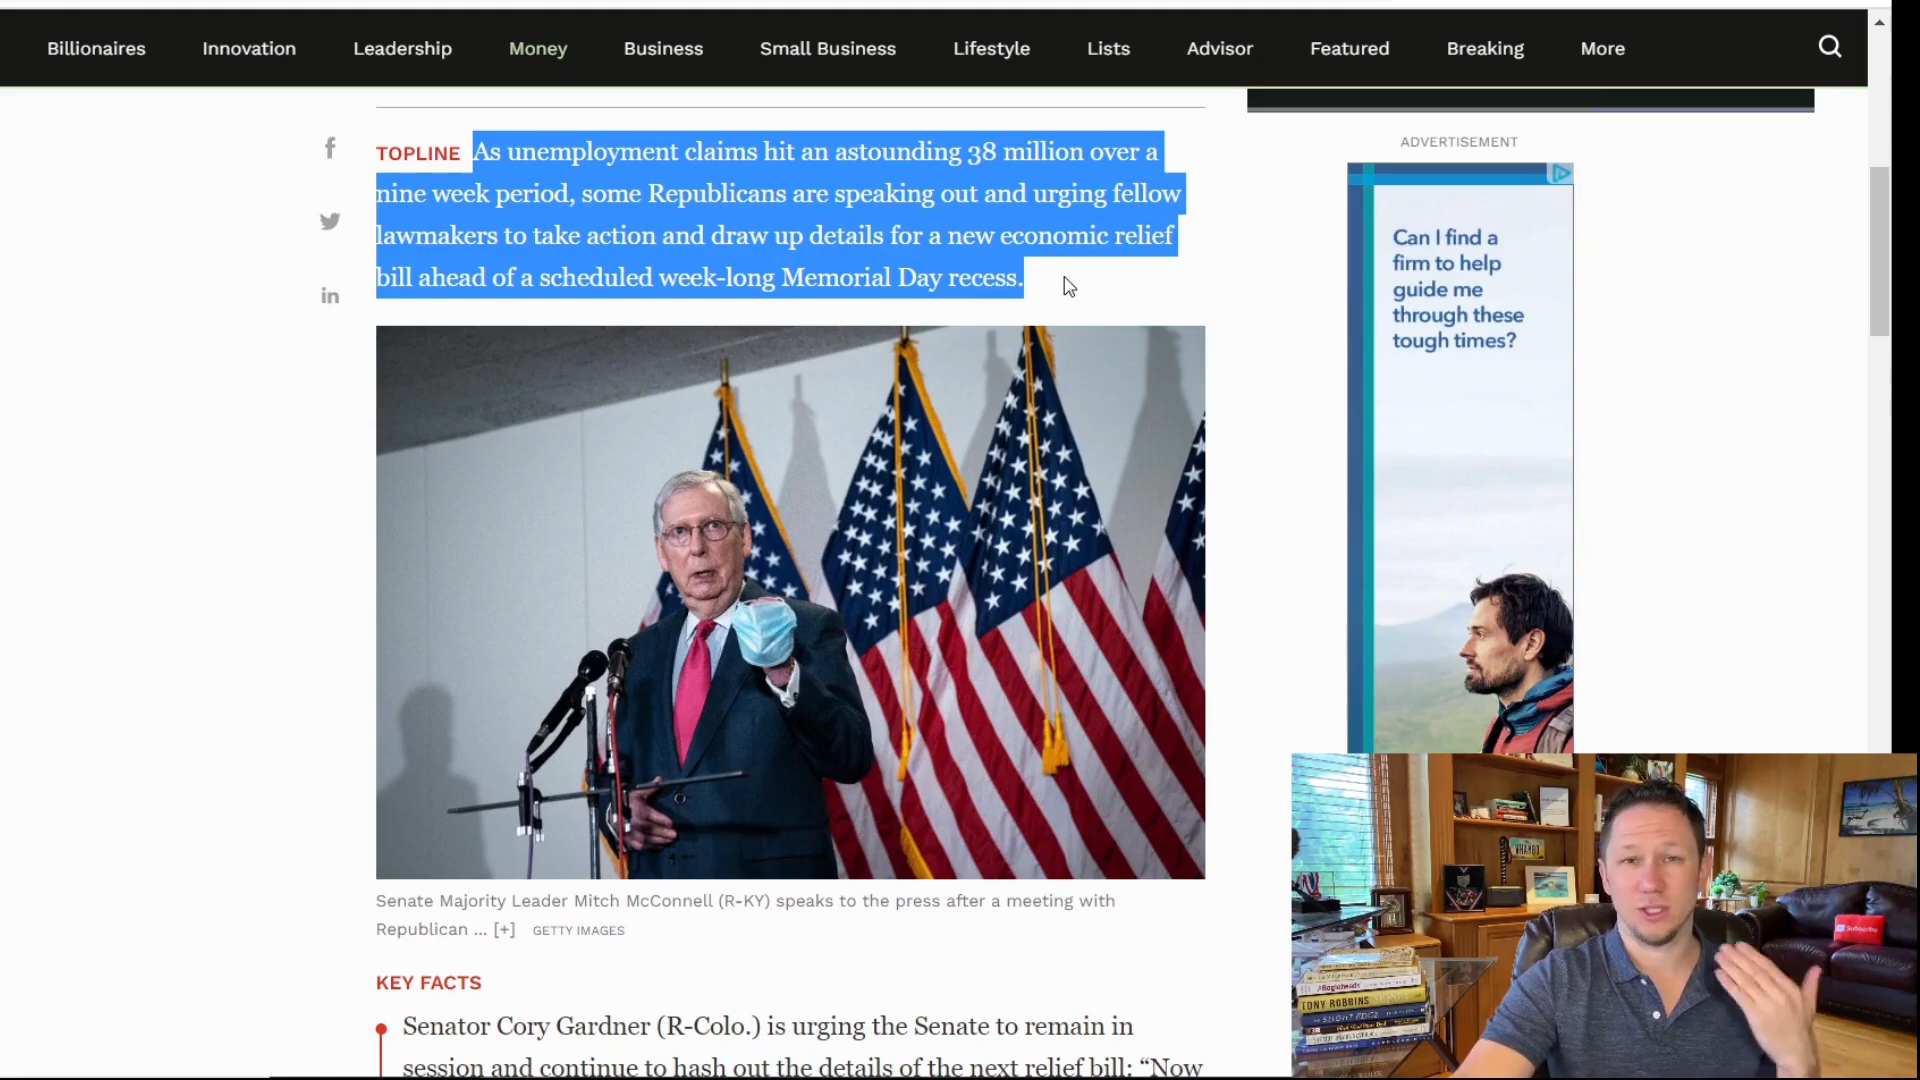 Billionaires Innovation Leadership Money Business Small Business Lifestyle Lists Advisor Featured Breaking More
TOPLINE As unemployment claims hit an astounding 38 million over a
nine week period, some Republicans are speaking out and urging fellow
lawmakers to take action and draw up details for a new economic relief
bill ahead of a scheduled week-long Memorial Day recess.
Senate Majority Leader Mitch McConnell (R-KY) speaks to the press after a meeting with
Republican ... [+] GETTY IMAGES
KEY FACTS
Senator Cory Gardner (R-Colo.) is urging the Senate to remain in
session and continue to hash out the details of the next relief bill: “Now
ADVERTISEMENT
Can I find a
firm to help
guide me
through these
tough times?
Subscribe
TONY ROBBINS